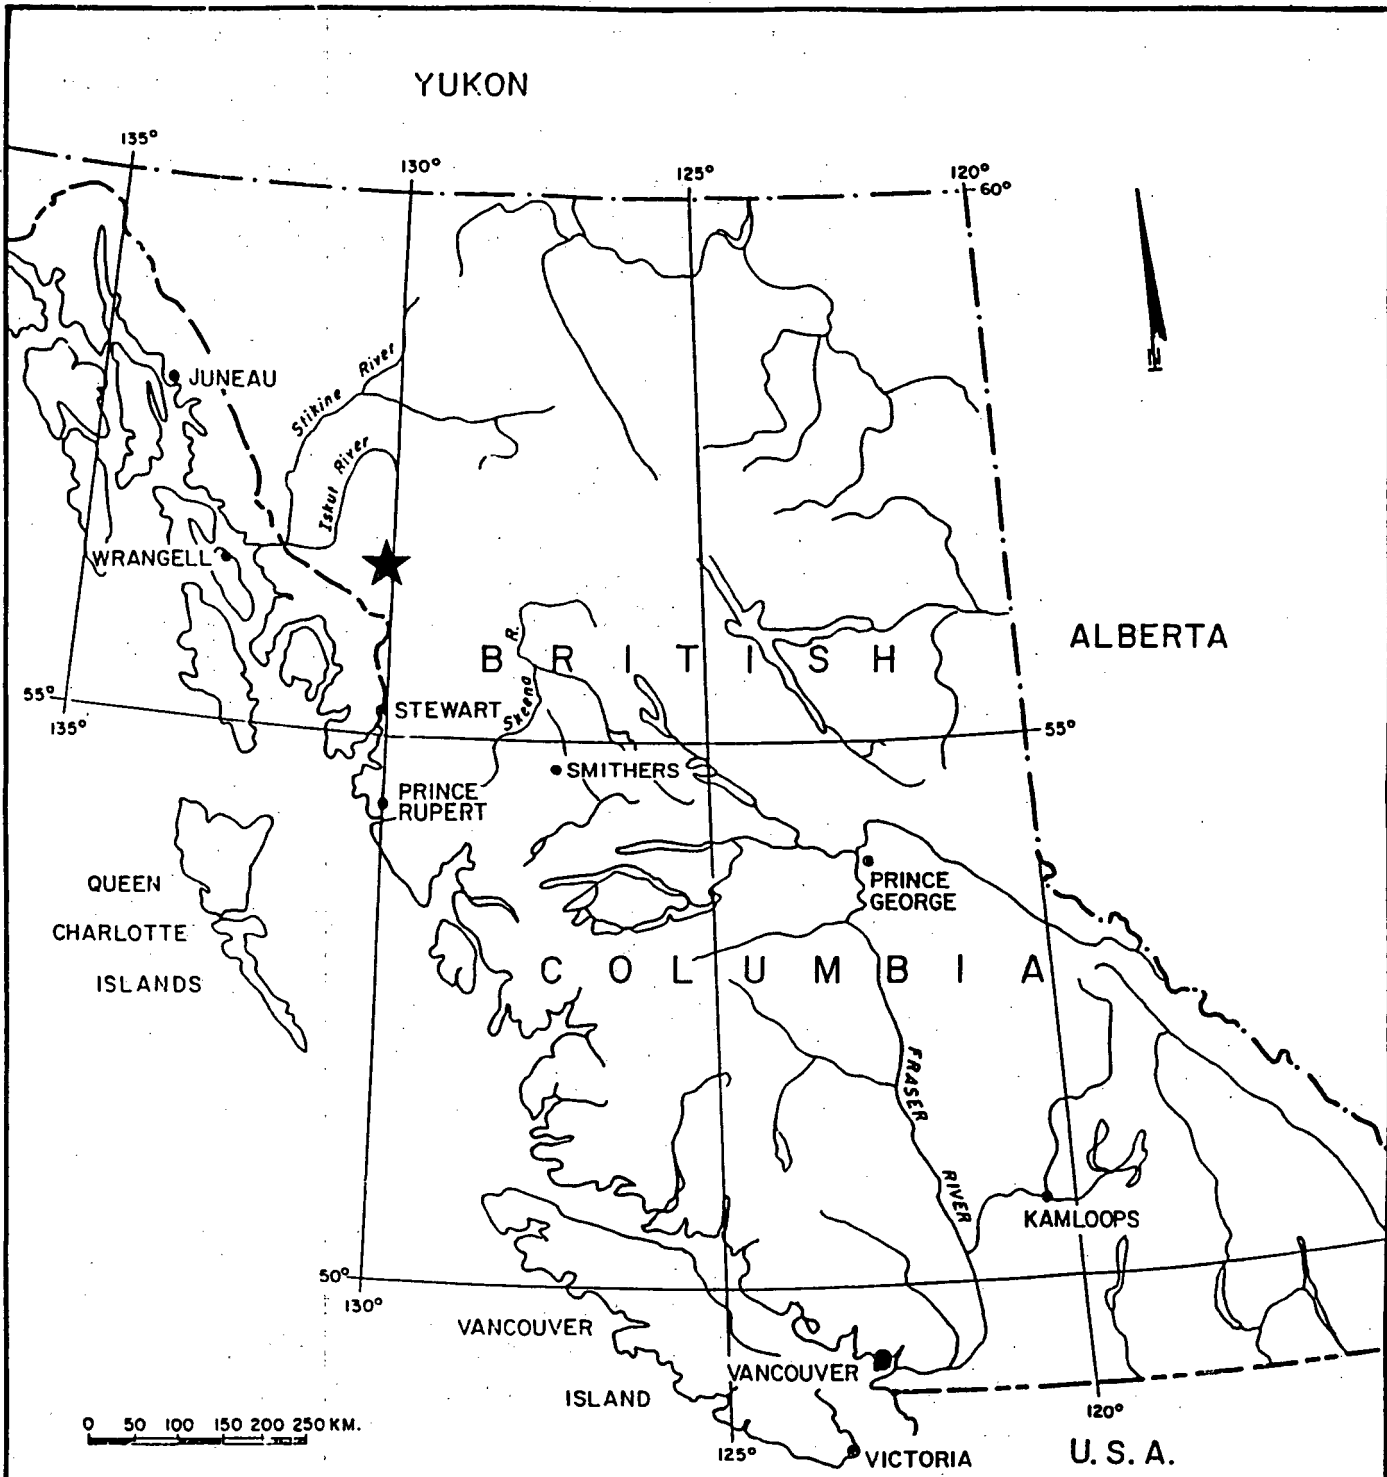 YUKON
135°
130°
125°
120°
60°
JUNEAU
Stikine River
Iskut River
N
WRANGELL
ALBERTA
BRITISH
Skeena R.
55°
135°
STEWART
55°
SMITHERS
PRINCE
RUPERT
QUEEN
CHARLOTTE
ISLANDS
PRINCE
GEORGE
COLUMBIA
FRASER RIVER
KAMLOOPS
50°
130°
VANCOUVER
ISLAND
VANCOUVER
120°
0 50 100 150 200 250 KM.
125°
VICTORIA
U.S.A.